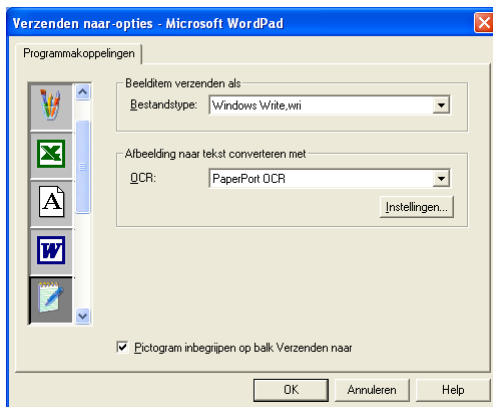 Verzenden naar-opties - Microsoft WordPad
Programmakoppelingen
Beelditem verzenden als
Bestandstype: Windows Write,wri
Afbeelding naar tekst converteren met
OCR: PaperPort OCR
Instellingen...
Pictogram inbegrijpen op balk Verzenden naar
OK Annuleren Help